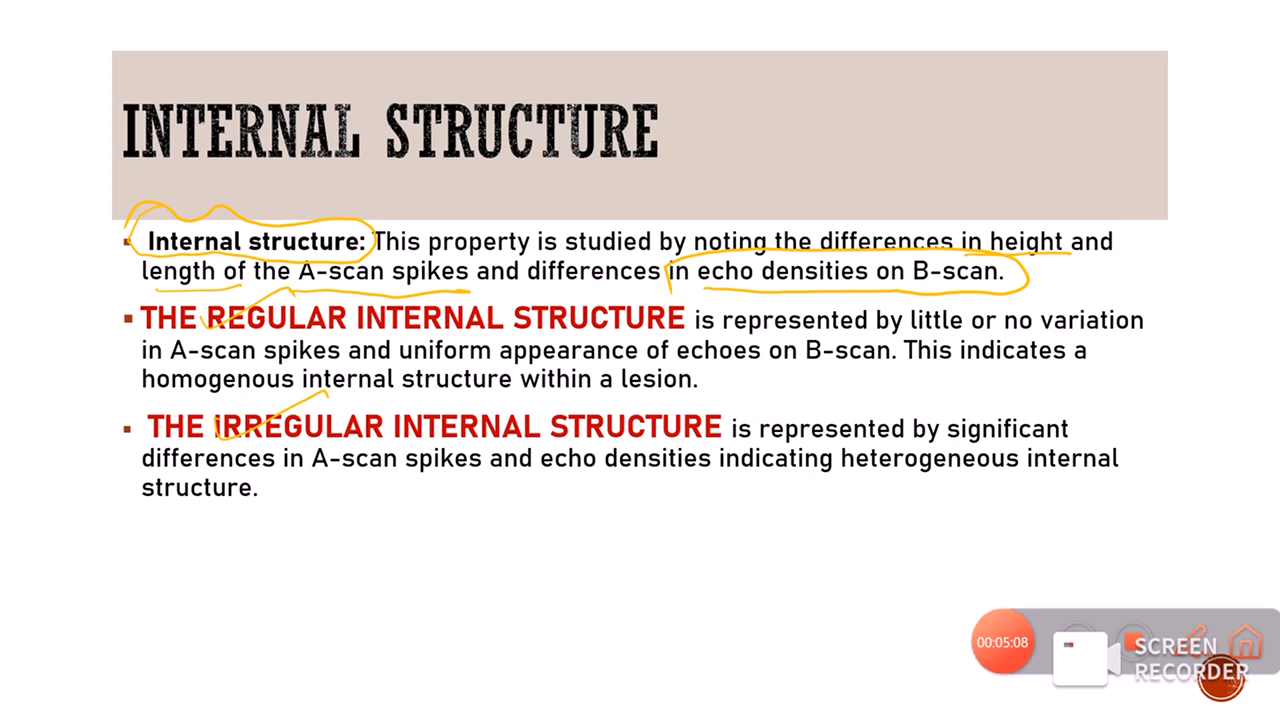 INTERNAL STRUCTURE
▪ Internal structure: This property is studied by noting the differences in height and
length of the A-scan spikes and differences in echo densities on B-scan.
▪ THE REGULAR INTERNAL STRUCTURE is represented by little or no variation
in A-scan spikes and uniform appearance of echoes on B-scan. This indicates a
homogenous internal structure within a lesion.
▪ THE IRREGULAR INTERNAL STRUCTURE is represented by significant
differences in A-scan spikes and echo densities indicating heterogeneous internal
structure.
00:05:08
SCREEN
RECORDER